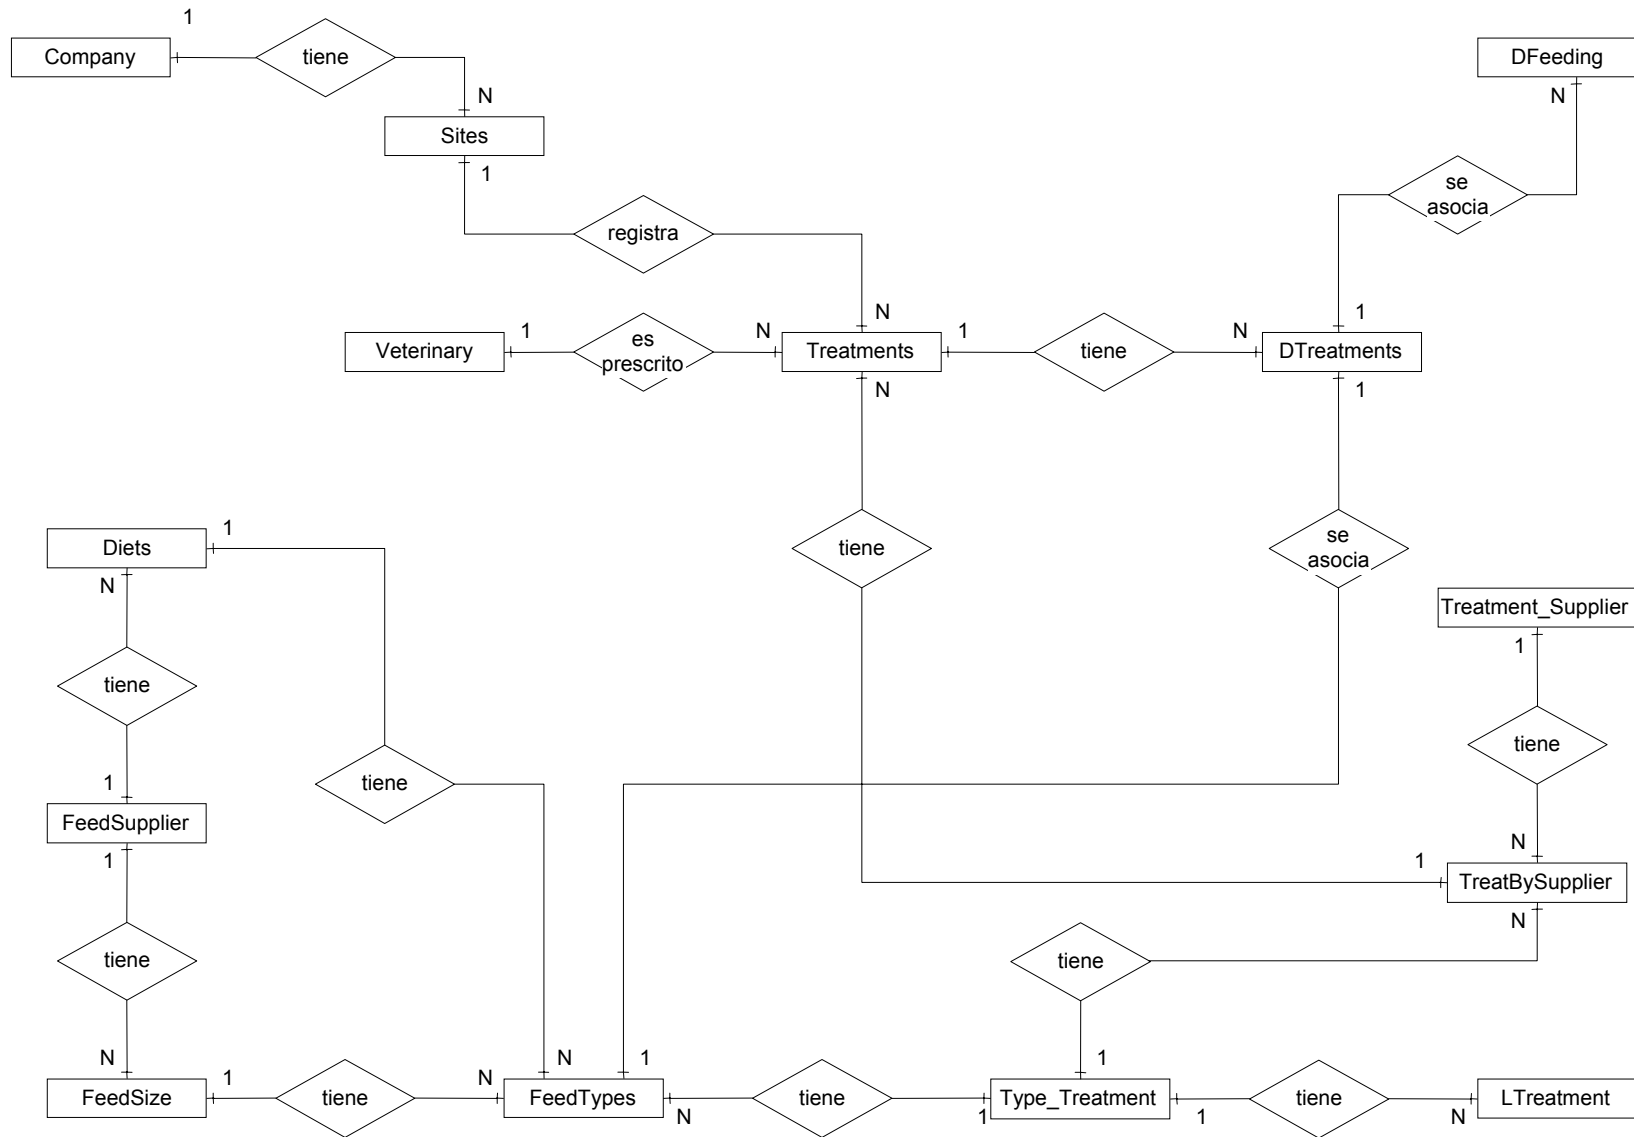 1
Company
tiene
DFeeding
N
N
Sites
1
se
asocia
registra
N
1
Veterinary
1
es
prescrito
N
Treatments
1
tiene
N
DTreatments
N
1
Diets
1
N
tiene
se
asocia
Treatment_Supplier
1
tiene
tiene
tiene
1
FeedSupplier
1
1
N
TreatBySupplier
N
tiene
tiene
N
1
N
N
1
1
FeedSize
tiene
FeedTypes
N
tiene
1
Type_Treatment
1
tiene
N
LTreatment